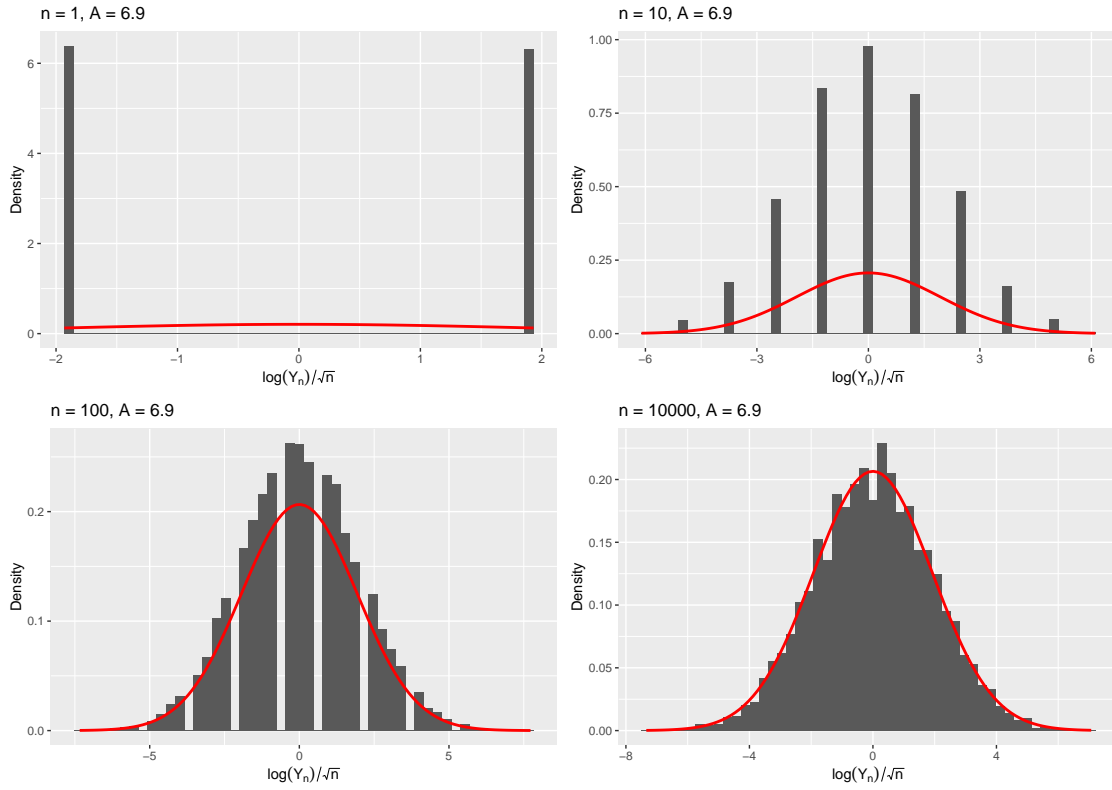 n = 1, A = 6.9
6
4
2
0
Density
−2
−1
0
1
2
log(Yₙ)/√n
n = 10, A = 6.9
1.00
0.75
0.50
0.25
0.00
Density
−6
−3
0
3
6
log(Yₙ)/√n
n = 100, A = 6.9
0.2
0.1
0.0
Density
−5
0
5
log(Yₙ)/√n
n = 10000, A = 6.9
0.20
0.15
0.10
0.05
0.00
Density
−8
−4
0
4
log(Yₙ)/√n